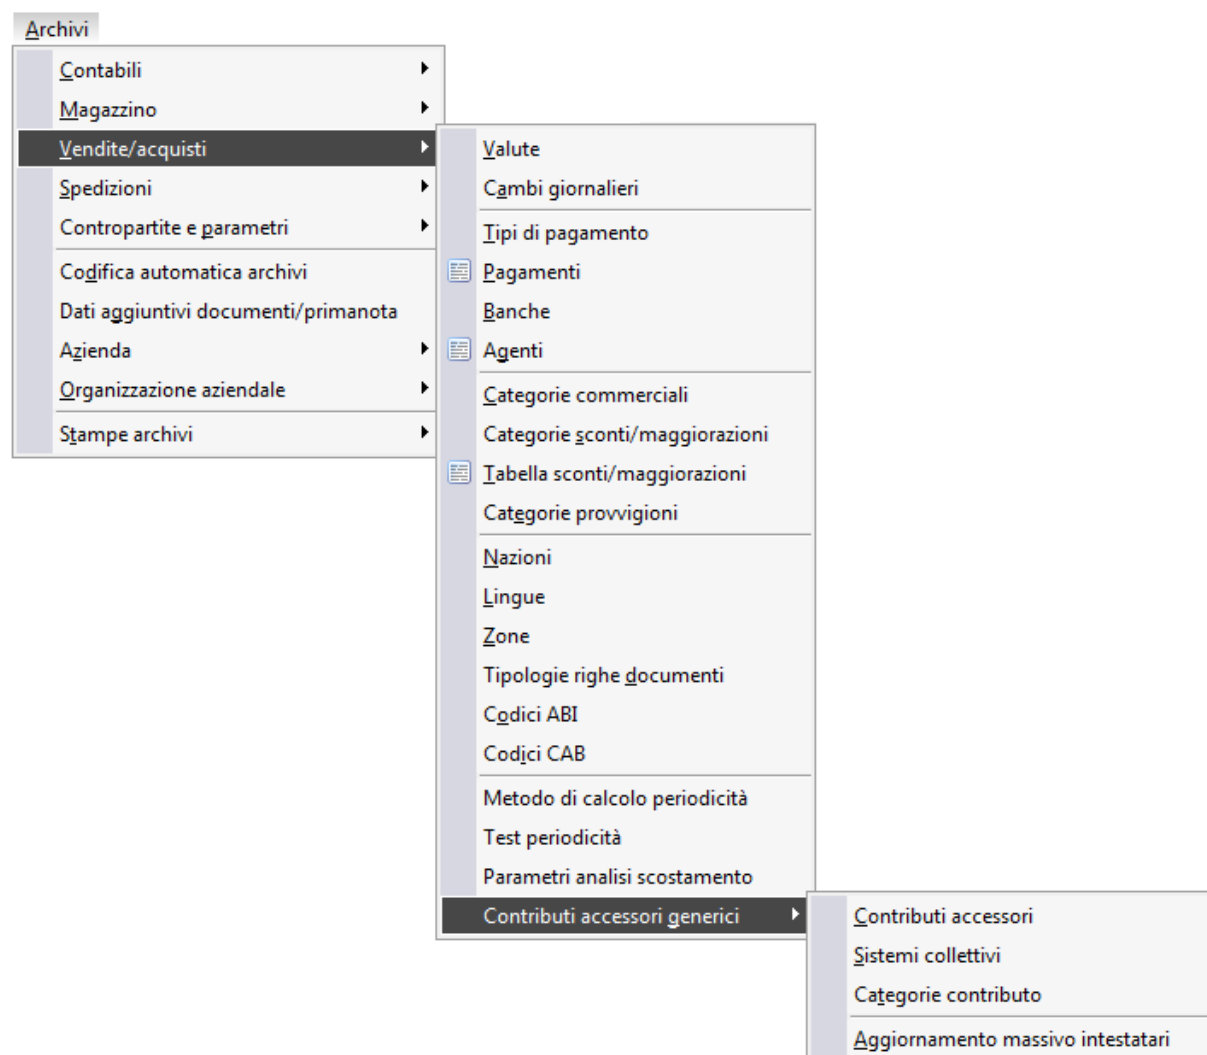 Archivi
Contabili
Magazzino
Vendite/acquisti
Spedizioni
Contropartite e parametri
Codifica automatica archivi
Dati aggiuntivi documenti/primanota
Azienda
Organizzazione aziendale
Stampe archivi
Valute
Cambi giornalieri
Tipi di pagamento
Pagamenti
Banche
Agenti
Categorie commerciali
Categorie sconti/maggiorazioni
Tabella sconti/maggiorazioni
Categorie provvigioni
Nazioni
Lingue
Zone
Tipologie righe documenti
Codici ABI
Codici CAB
Metodo di calcolo periodicità
Test periodicità
Parametri analisi scostamento
Contributi accessori generici
Contributi accessori
Sistemi collettivi
Categorie contributo
Aggiornamento massivo intestatari